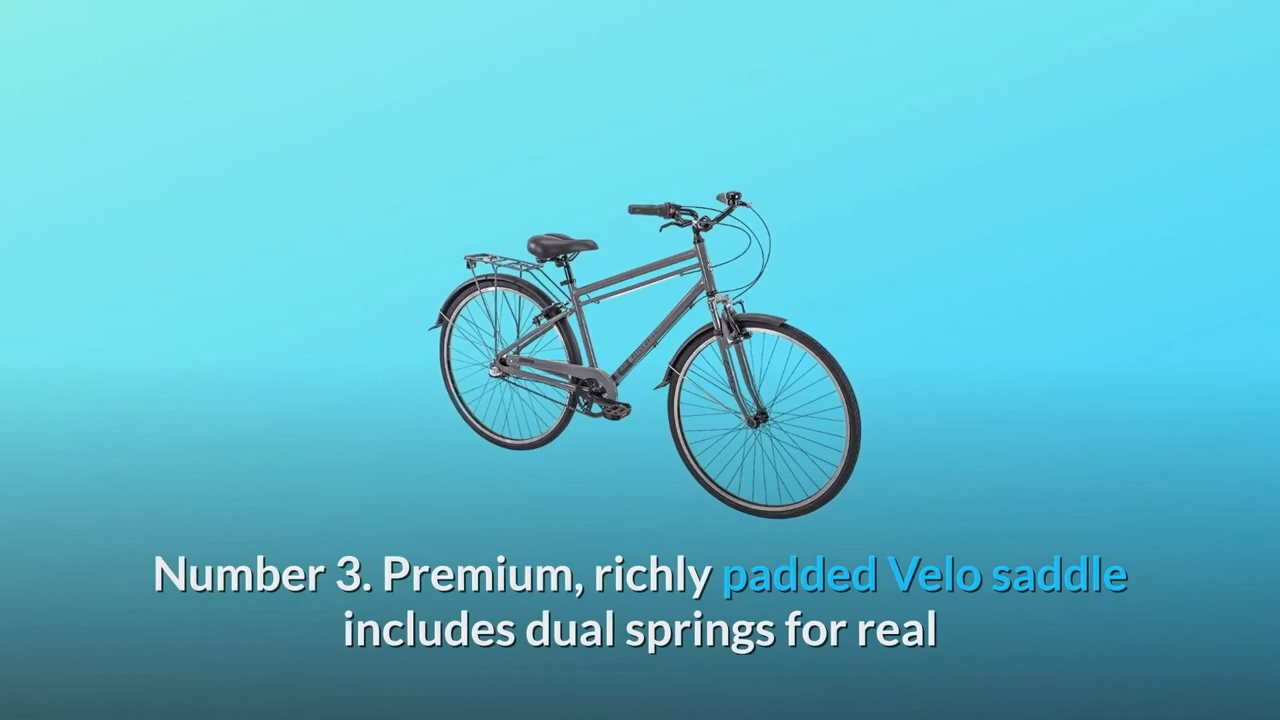 Number 3. Premium, richly padded Velo saddle
includes dual springs for real